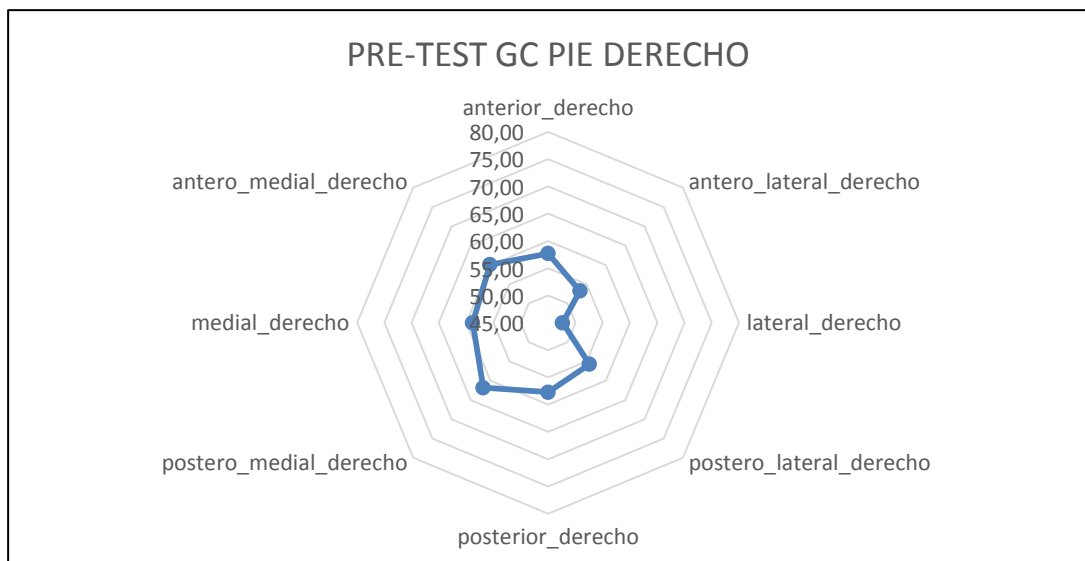 PRE-TEST GC PIE DERECHO
anterior_derecho
80,00
75,00
antero_medial_derecho
antero_lateral_derecho
70,00
65,00
60,00
55,00
50,00
medial_derecho
45,00
lateral_derecho
postero_medial_derecho
postero_lateral_derecho
posterior_derecho